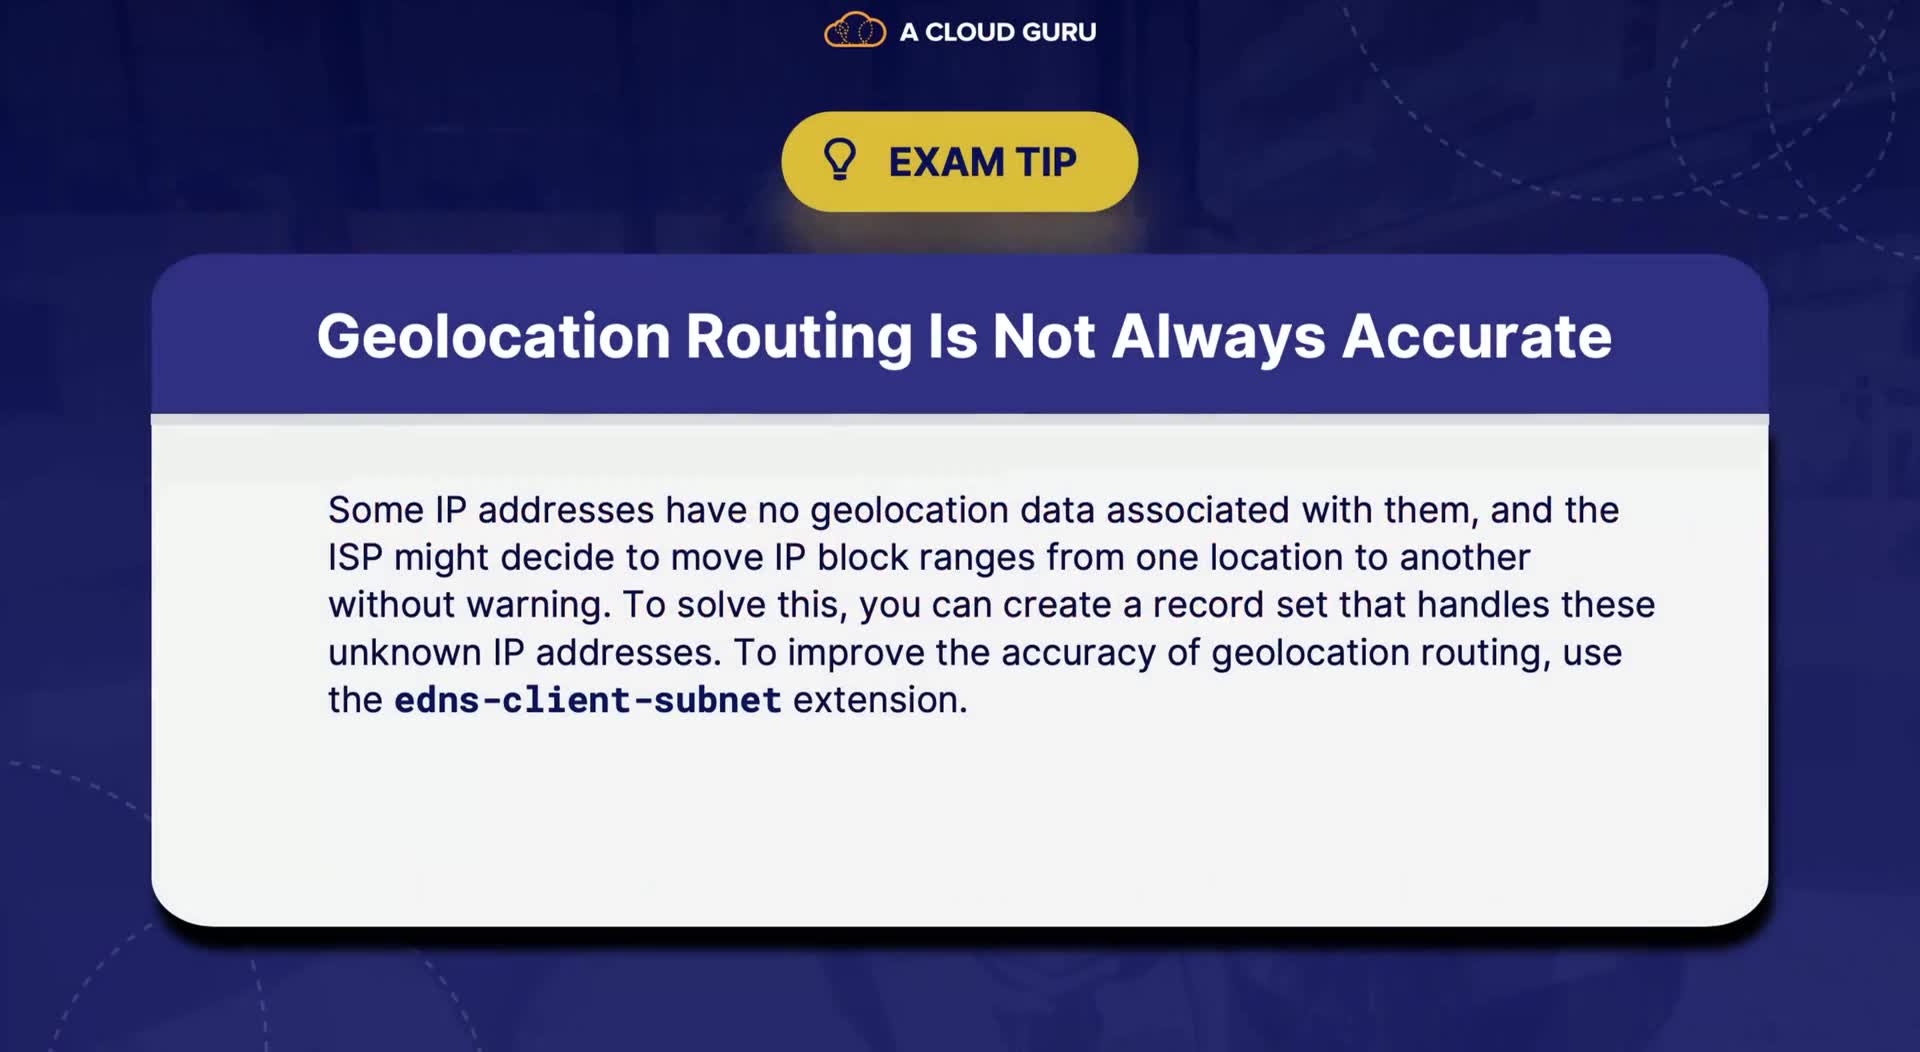 A CLOUD GURU
EXAM TIP
Geolocation Routing Is Not Always Accurate
Some IP addresses have no geolocation data associated with them, and the
ISP might decide to move IP block ranges from one location to another
without warning. To solve this, you can create a record set that handles these
unknown IP addresses. To improve the accuracy of geolocation routing, use
the edns-client-subnet extension.